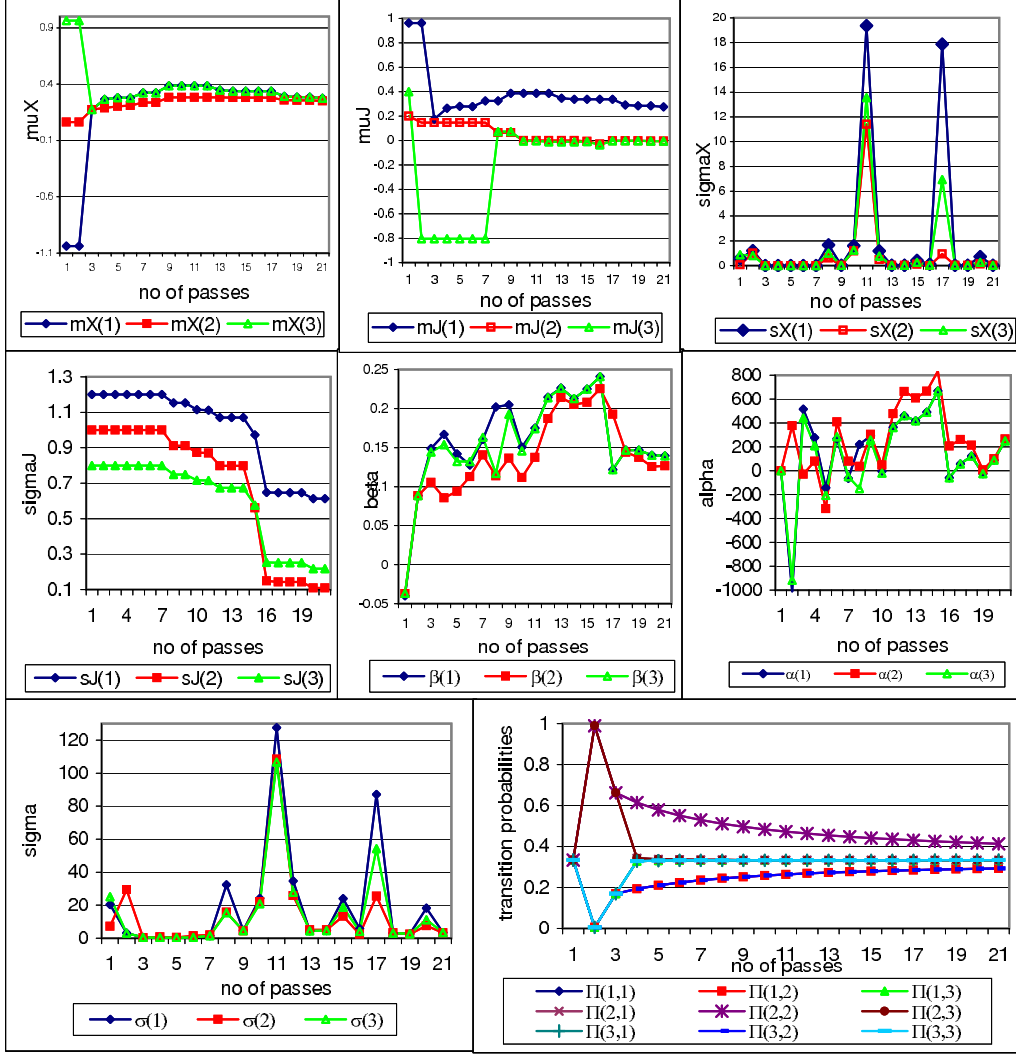 muX
0.9
0.4
-0.1
-0.6
-1.1
1 3 5 7 9 11 13 15 17 19 21
no of passes
mX(1) mX(2) mX(3)
muJ
1
0.8
0.6
0.4
0.2
0
-0.2
-0.4
-0.6
-0.8
-1
1 3 5 7 9 11 13 15 17 19 21
no of passes
mJ(1) mJ(2) mJ(3)
sigmaX
20
18
16
14
12
10
8
6
4
2
0
1 3 5 7 9 11 13 15 17 19 21
no of passes
sX(1) sX(2) sX(3)
sigmaJ
1.3
1.1
0.9
0.7
0.5
0.3
0.1
1 4 7 10 13 16 19
no of passes
sJ(1) sJ(2) sJ(3)
beta
0.25
0.2
0.15
0.1
0.05
0
-0.05
1 3 5 7 9 11 13 15 17 19 21
no of passes
β(1) β(2) β(3)
alpha
800
600
400
200
0
-200
-400
-600
-800
-1000
1 4 7 10 13 16 19
no of passes
α(1) α(2) α(3)
sigma
120
100
80
60
40
20
0
1 3 5 7 9 11 13 15 17 19 21
no of passes
σ(1) σ(2) σ(3)
transition probabilities
1
0.8
0.6
0.4
0.2
0
1 3 5 7 9 11 13 15 17 19 21
no of passes
Π(1,1) Π(1,2) Π(1,3)
Π(2,1) Π(2,2) Π(2,3)
Π(3,1) Π(3,2) Π(3,3)